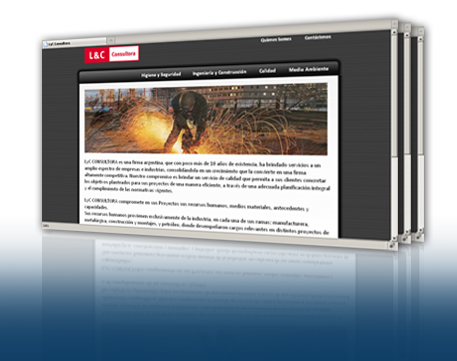 L&C Consultora
Quienes Somos Contáctenos
L&C Consultora
Higiene y Seguridad Ingeniería y Construcción Calidad Medio Ambiente
L&C CONSULTORA es una firma argentina, que con poco más de 10 años de existencia, ha brindado servicios a un
amplio espectro de empresas e industrias, consolidándola en un crecimiento que la convierte en una firma
altamente competitiva. Nuestro compromiso es brindar un servicio de calidad que permita a sus clientes concretar
los objetivos planteados para sus proyectos de una manera eficiente, a través de una adecuada planificación integral
y el cumplimiento de las normativas vigentes.
L&C CONSULTORA compromete en sus Proyectos sus recursos humanos, medios materiales, antecedentes y
capacidades.
Sus recursos humanos provienen exclusivamente de la industria, en cada una de sus ramas: manufacturera,
metalúrgica, construcción y montajes, y petróleo, donde desempeñaron cargos relevantes en distintos proyectos de